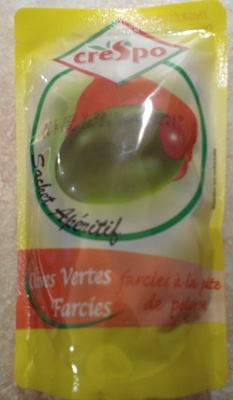 crespo
Sachet Apéritif
Olives Vertes
Farcies
farcies à la pâte
de